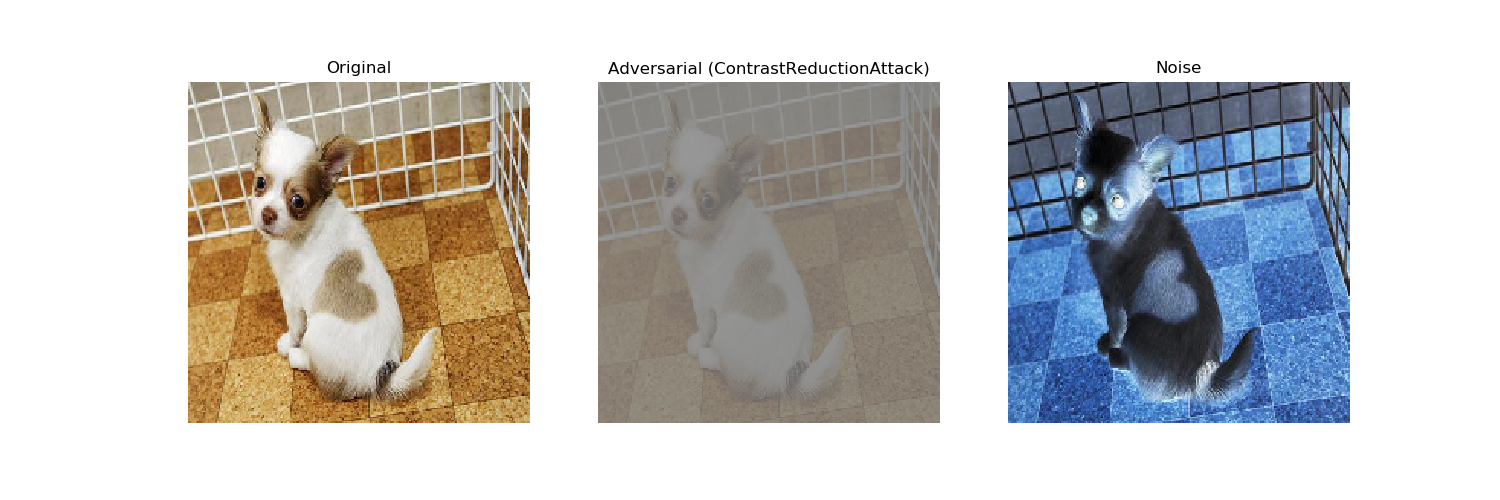 Original
Adversarial (ContrastReductionAttack)
Noise